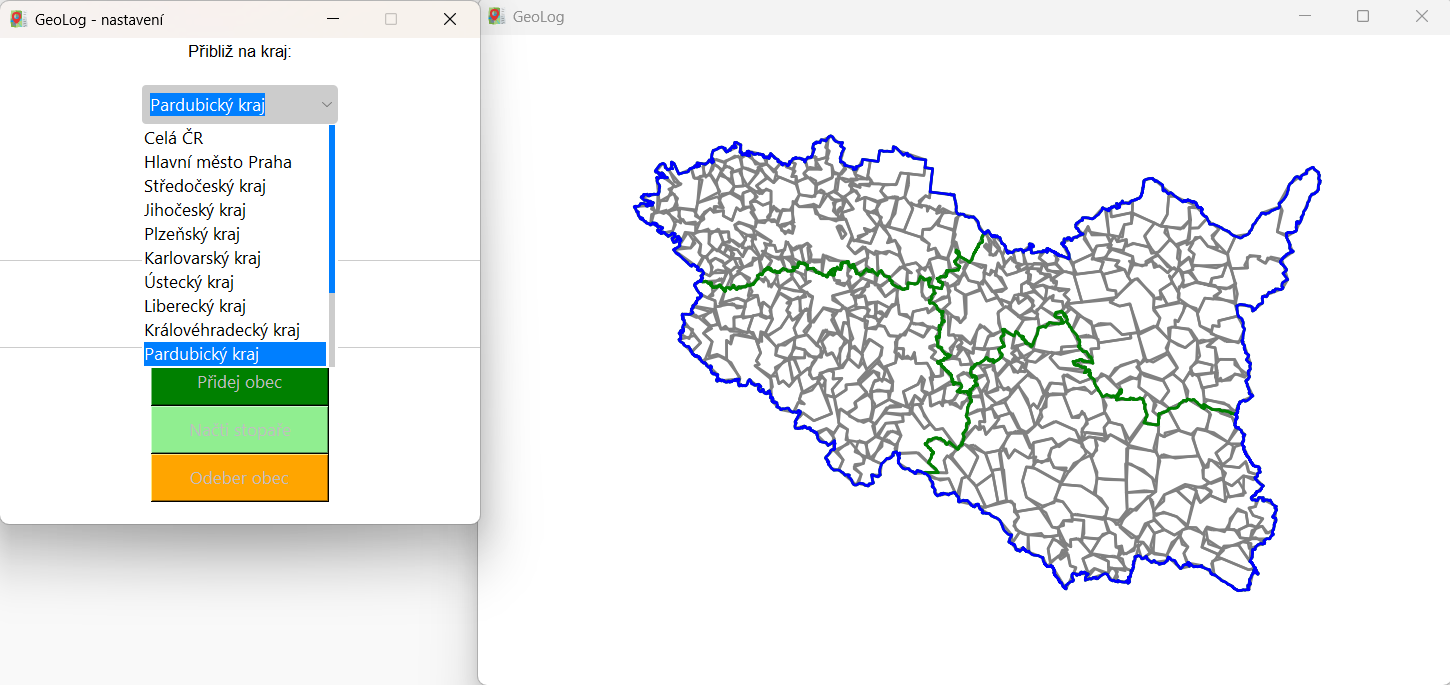 GeoLog - nastavení
GeoLog
Přibliž na kraj:
Pardubický kraj
Celá ČR
Hlavní město Praha
Středočeský kraj
Jihočeský kraj
Plzeňský kraj
Karlovarský kraj
Ústecký kraj
Liberecký kraj
Královéhradecký kraj
Pardubický kraj
Přidej obec
Načti stopaře
Odeber obec